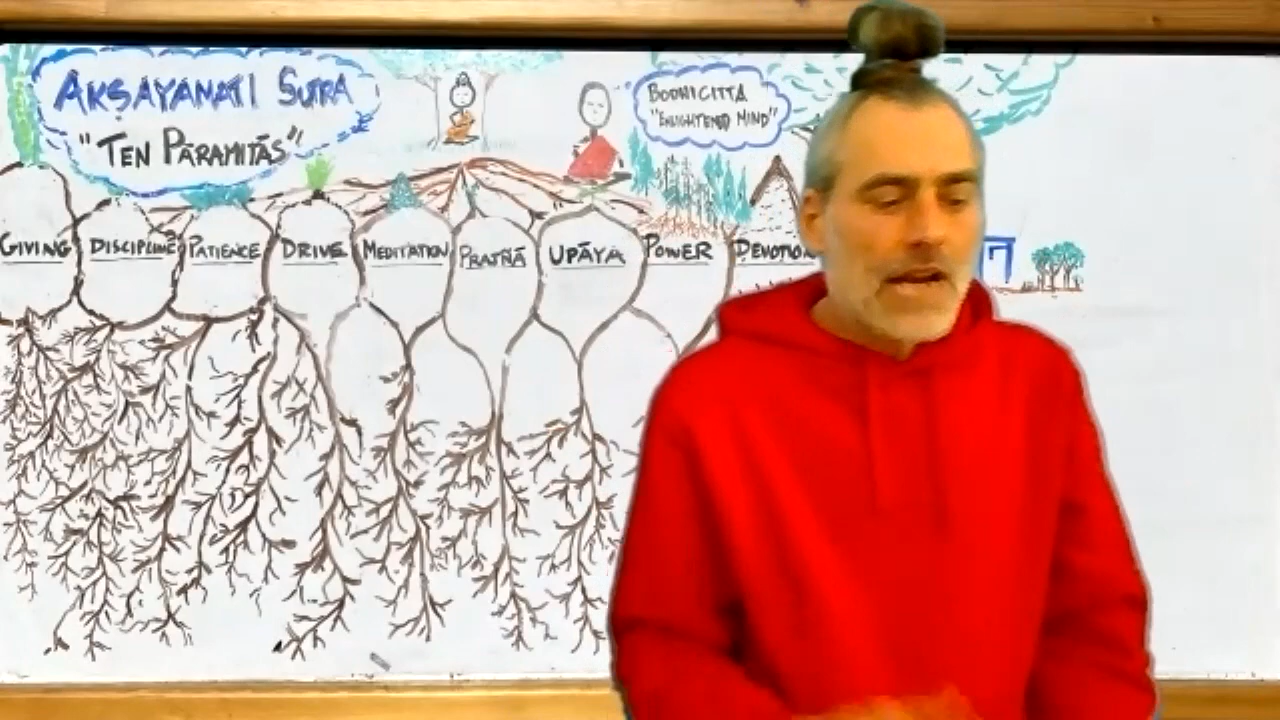 AKṢAYAMATI SUTRA
"TEN PĀRAMITĀS"
BODHICITTA
"ENLIGHTENED MIND"
GIVING DISCIPLINE PATIENCE DRIVE MEDITATION PRAJÑĀ UPĀYA POWER DEVOTION